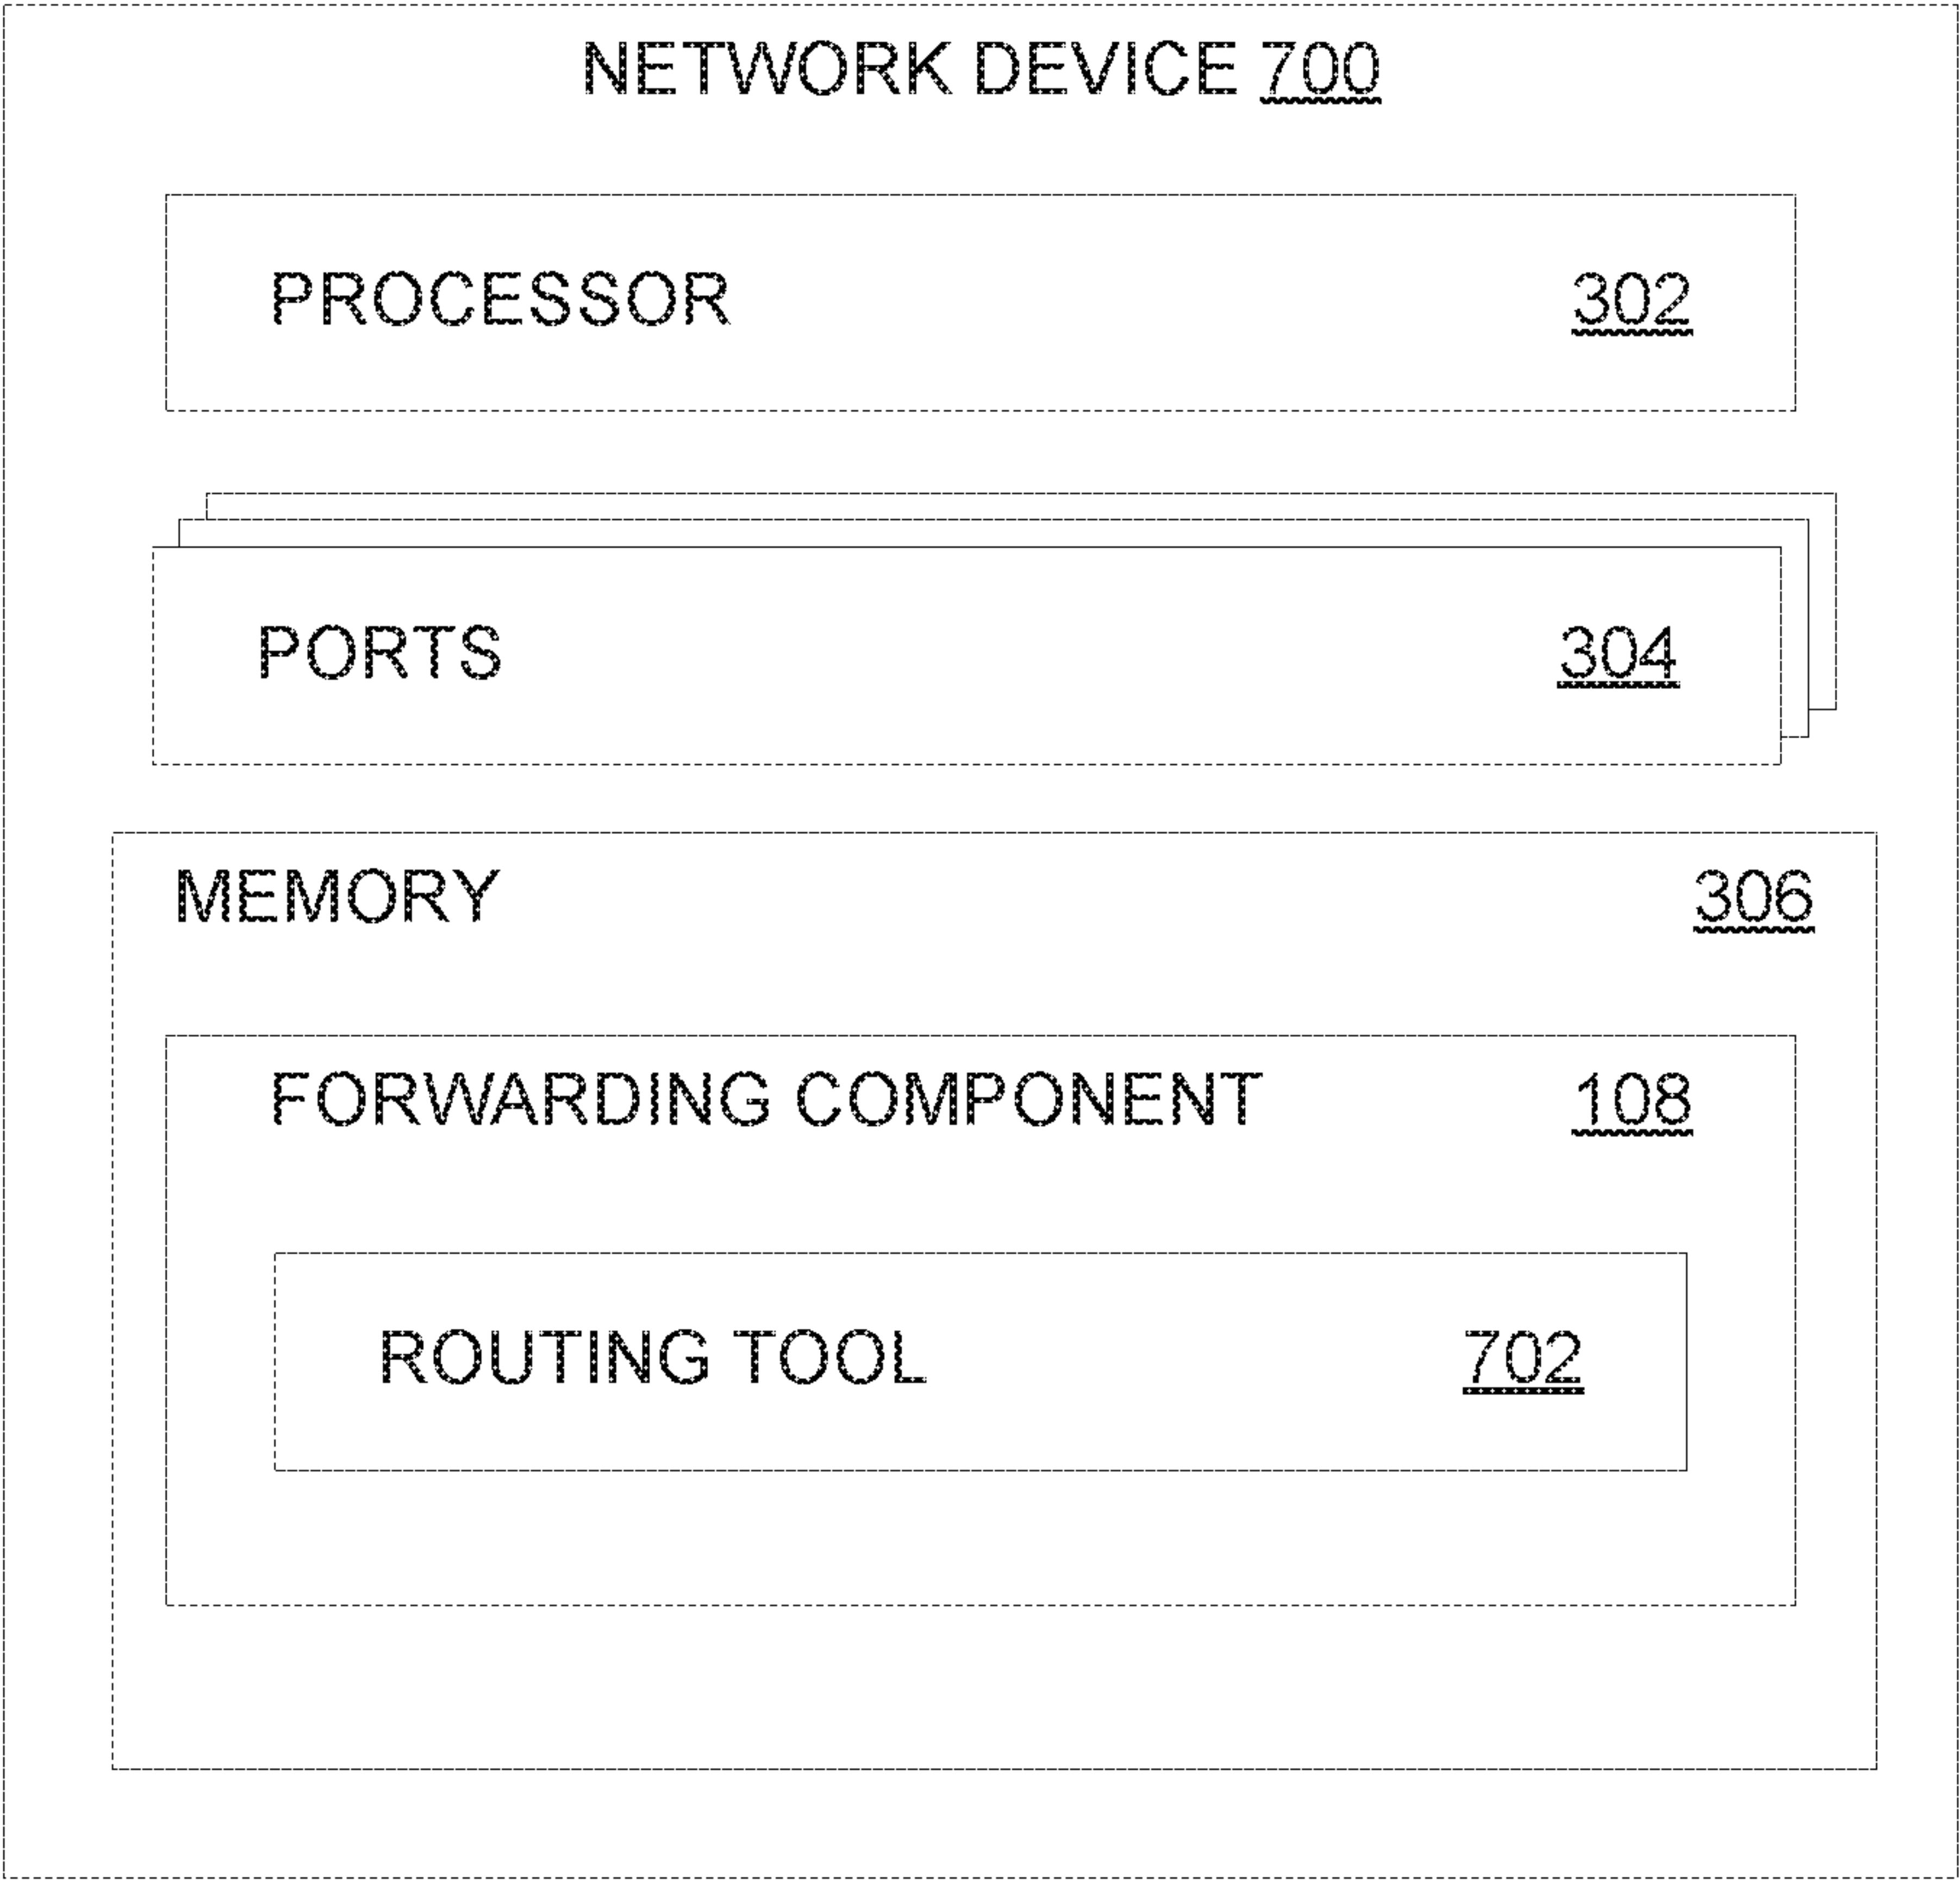 NETWORK DEVICE 700
PROCESSOR 302
PORTS 304
MEMORY 306
FORWARDING COMPONENT 108
ROUTING TOOL 702